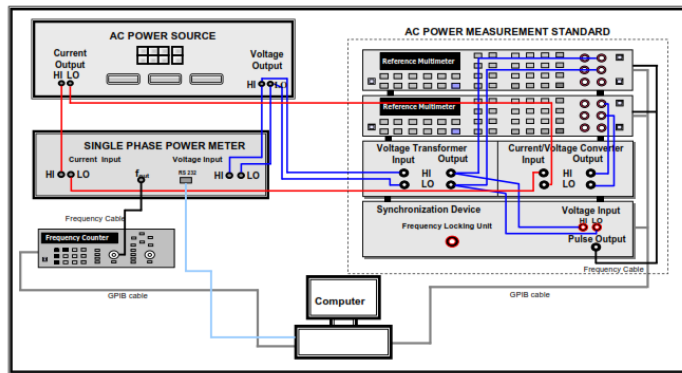 AC POWER SOURCE
Current
Output
HI LO
Voltage
Output
HI LO
SINGLE PHASE POWER METER
Current Input
Voltage Input
HI LO
fout
RS 232
HI LO
Frequency Cable
Frequency Counter
GPIB cable
Computer
GPIB cable
AC POWER MEASUREMENT STANDARD
Reference Multimeter
Reference Multimeter
Voltage Transformer
Input
Output
HI
LO
Current/Voltage Converter
Input
Output
HI
LO
Synchronization Device
Frequency Locking Unit
Voltage Input
HI LO
Pulse Output
Frequency Cable